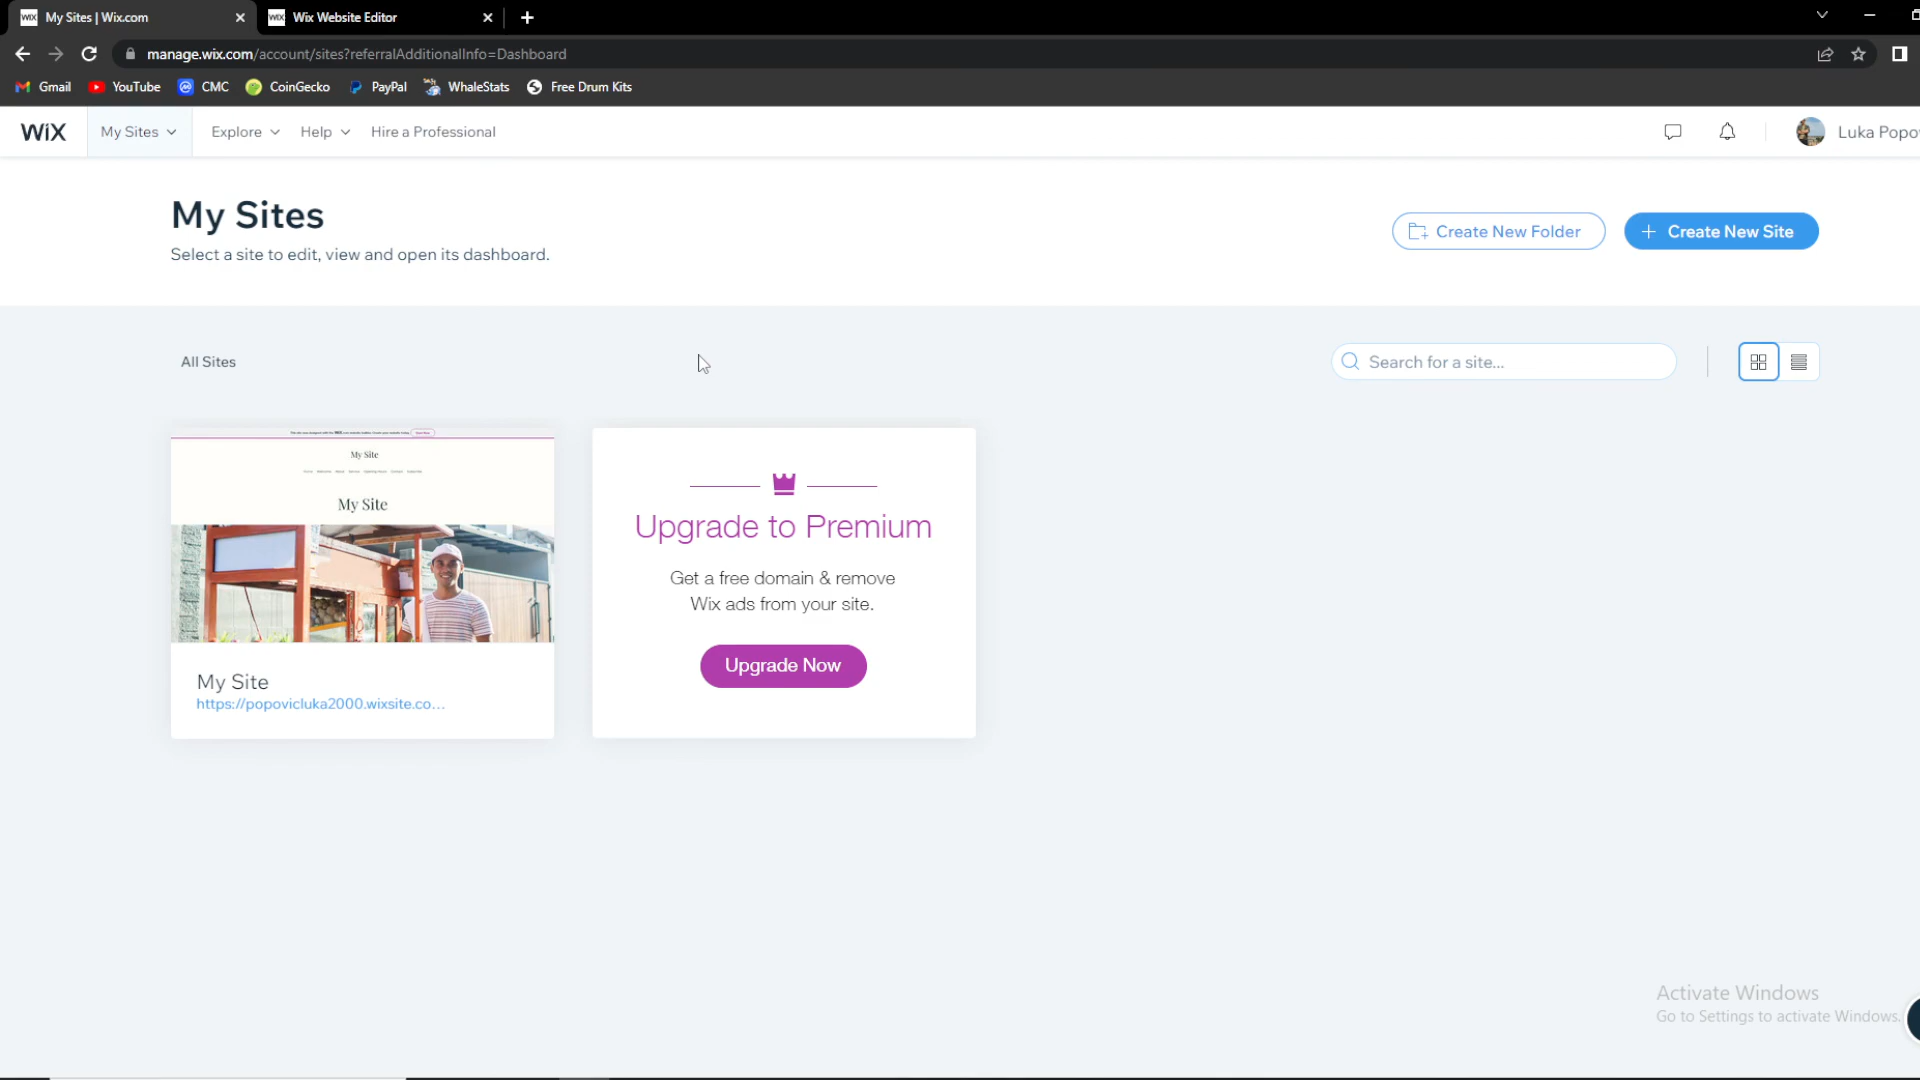 WiX My Sites | Wix.com
WiX Wix Website Editor
manage.wix.com/account/sites?referralAdditionalInfo=Dashboard
Gmail YouTube CMC CoinGecko PayPal WhaleStats Free Drum Kits
WiX My Sites Explore Help Hire a Professional Luka Popo
My Sites
Select a site to edit, view and open its dashboard.
Create New Folder
Create New Site
All Sites
Search for a site...
My Site
My Site
My Site
https://popovicluka2000.wixsite.co...
Upgrade to Premium
Get a free domain & remove
Wix ads from your site.
Upgrade Now
Activate Windows
Go to Settings to activate Windows.